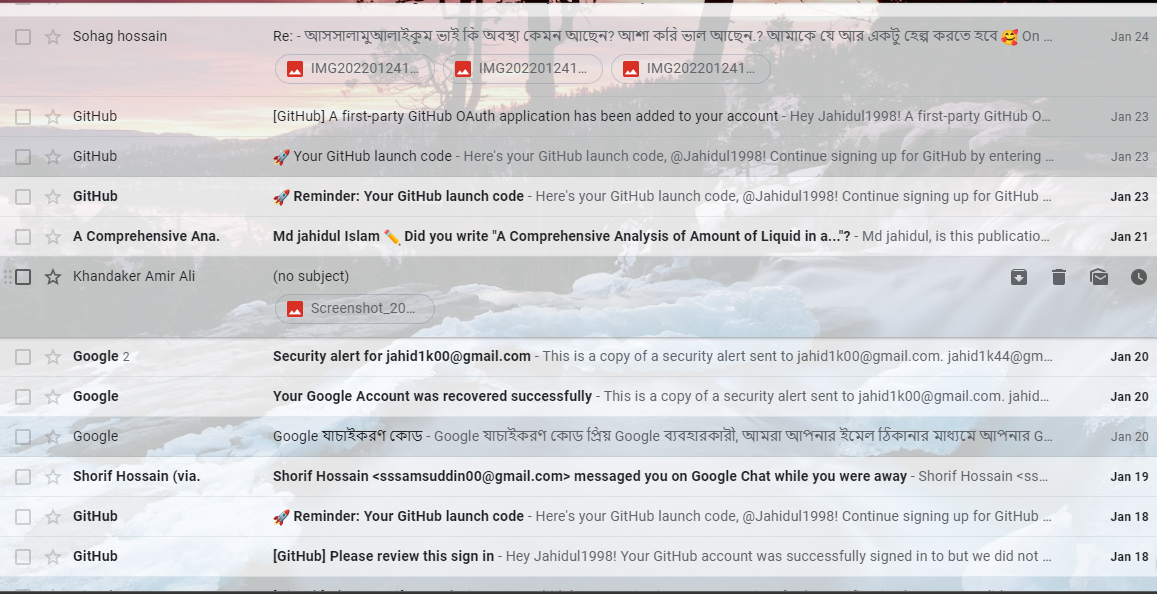 Sohag hossain Re: - আসসালামুআলাইকুম ভাই কি অবস্থা কেমন আছেন? আশা করি ভাল আছেন.? আমাকে যে আর একটু হেল্প করতে হবে 🥰 On ... Jan 24
IMG202201241... IMG202201241... IMG202201241...
GitHub [GitHub] A first-party GitHub OAuth application has been added to your account - Hey Jahidul1998! A first-party GitHub O... Jan 23
GitHub 🚀 Your GitHub launch code - Here's your GitHub launch code, @Jahidul1998! Continue signing up for GitHub by entering ... Jan 23
GitHub 🚀 Reminder: Your GitHub launch code - Here's your GitHub launch code, @Jahidul1998! Continue signing up for GitHub ... Jan 23
A Comprehensive Ana. Md jahidul Islam ✏️ Did you write "A Comprehensive Analysis of Amount of Liquid in a..."? - Md jahidul, is this publicatio... Jan 21
Khandaker Amir Ali (no subject)
Screenshot_20...
Google 2 Security alert for jahid1k00@gmail.com - This is a copy of a security alert sent to jahid1k00@gmail.com. jahid1k44@gm... Jan 20
Google Your Google Account was recovered successfully - This is a copy of a security alert sent to jahid1k00@gmail.com. jahid... Jan 20
Google Google যাচাইকরণ কোড - Google যাচাইকরণ কোড প্রিয় Google ব্যবহারকারী, আমরা আপনার ইমেল ঠিকানার মাধ্যমে আপনার G... Jan 20
Shorif Hossain (via. Shorif Hossain <sssamsuddin00@gmail.com> messaged you on Google Chat while you were away - Shorif Hossain <ss... Jan 19
GitHub 🚀 Reminder: Your GitHub launch code - Here's your GitHub launch code, @Jahidul1998! Continue signing up for GitHub ... Jan 18
GitHub [GitHub] Please review this sign in - Hey Jahidul1998! Your GitHub account was successfully signed in to but we did not ... Jan 18